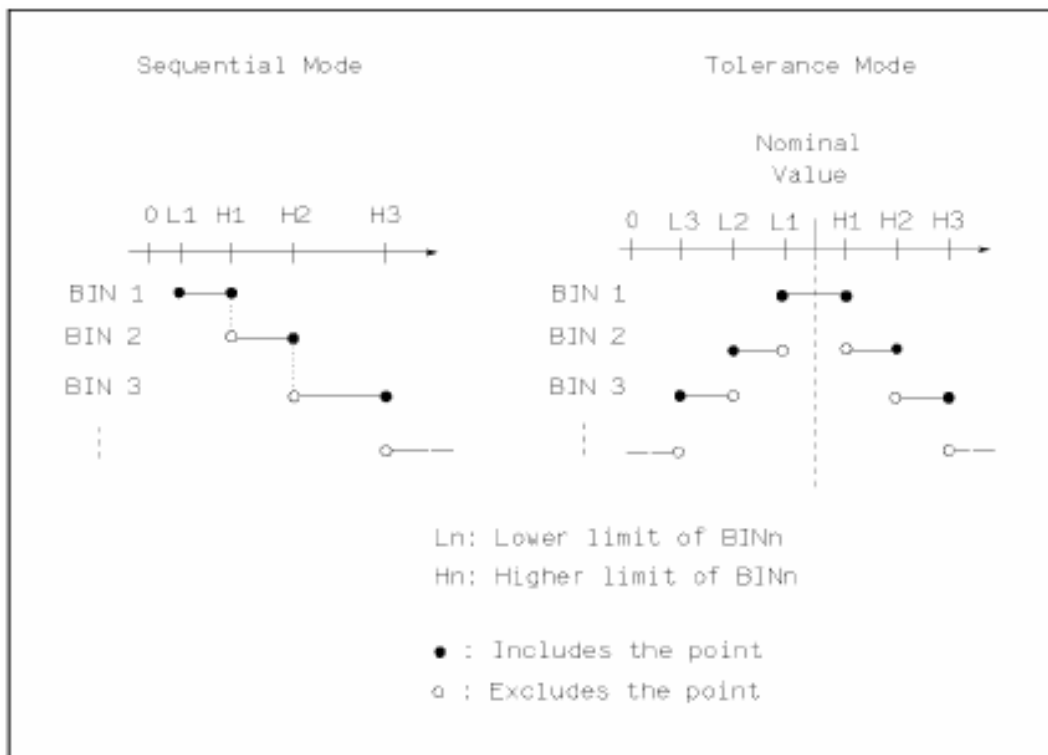 Sequential Mode
Tolerance Mode
Nominal
Value
0 L1 H1 H2 H3
0 L3 L2 L1 H1 H2 H3
BIN 1
BIN 1
BIN 2
BIN 2
BIN 3
BIN 3
Ln: Lower limit of BINn
Hn: Higher limit of BINn
● : Includes the point
○ : Excludes the point